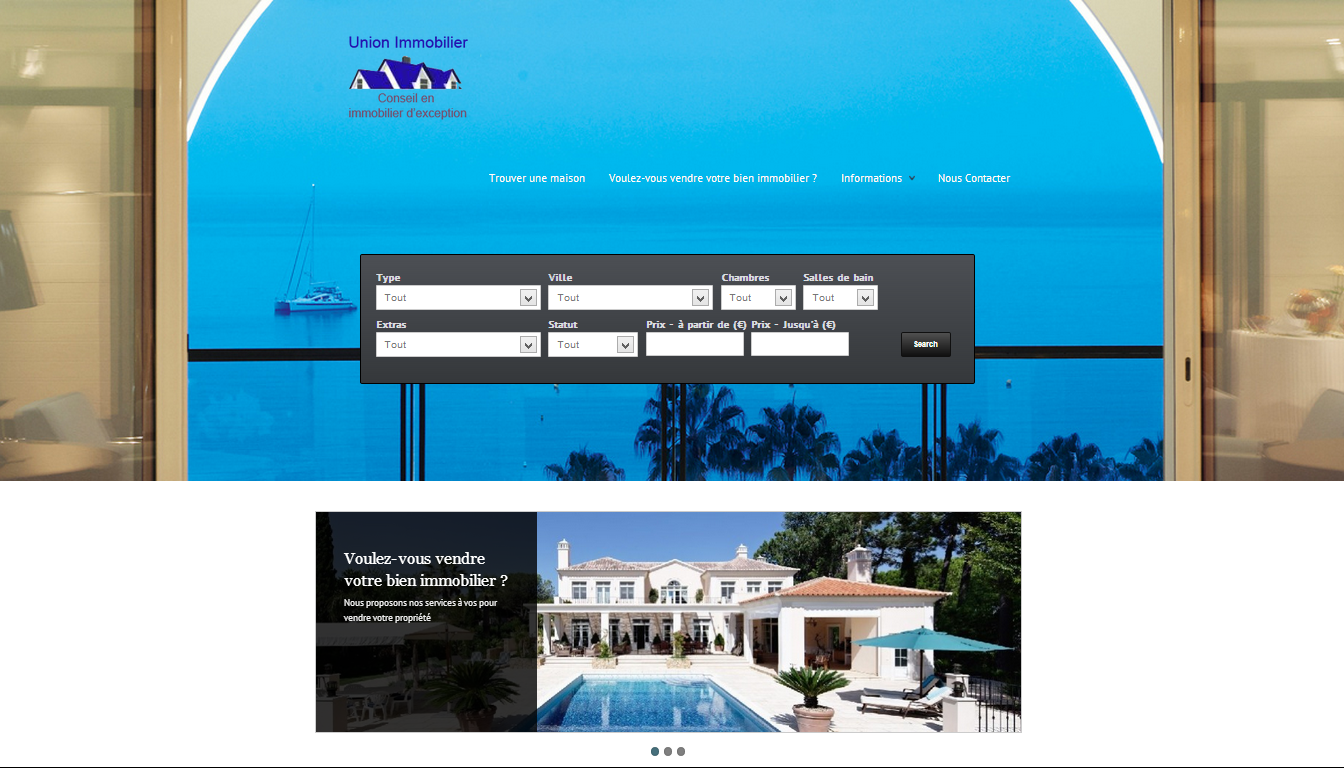 Union Immobilier
Conseil en
immobilier d'exception
Trouver une maison
Voulez-vous vendre votre bien immobilier ?
Informations
Nous Contacter
Type
Ville
Chambres
Salles de bain
Tout
Tout
Tout
Tout
Extras
Statut
Prix - à partir de (€)
Prix - Jusqu'à (€)
Tout
Tout
Search
Voulez-vous vendre
votre bien immobilier ?
Nous proposons nos services à vos pour
vendre votre propriété